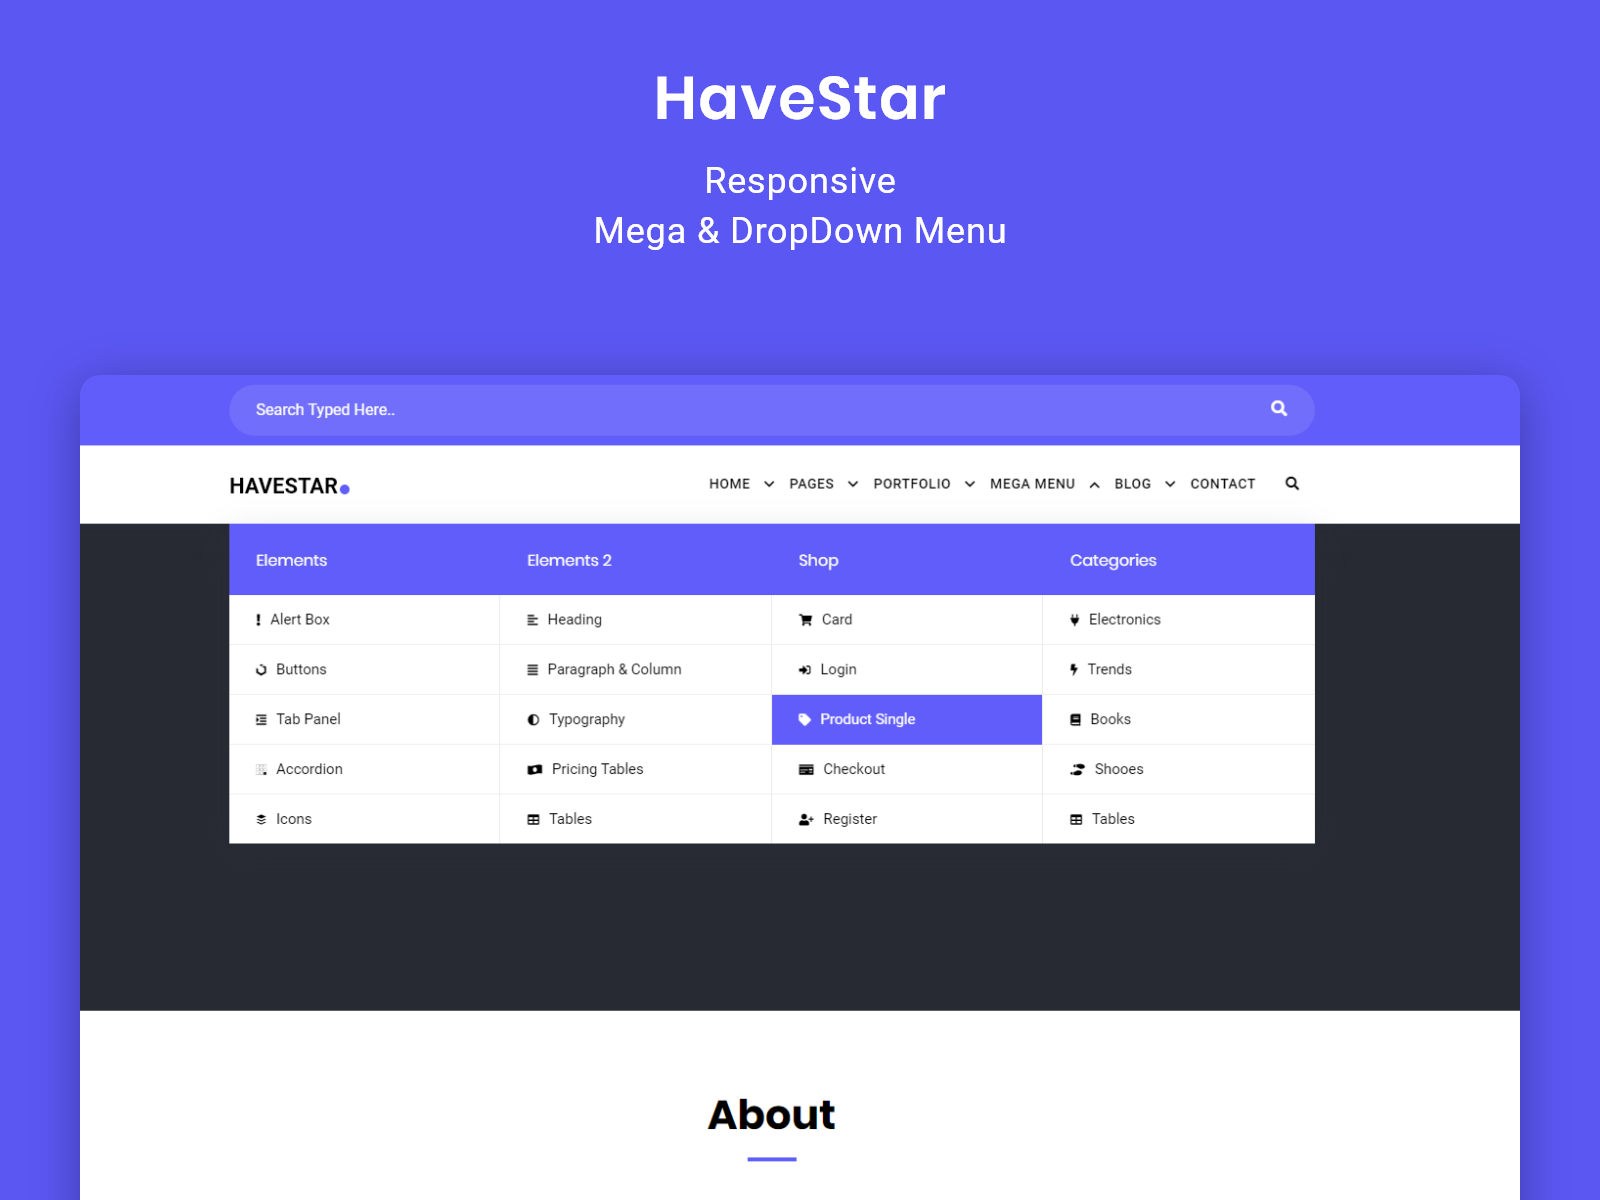 HaveStar
Responsive
Mega & DropDown Menu
Search Typed Here..
HAVESTAR
HOME PAGES PORTFOLIO MEGA MENU BLOG CONTACT
Elements Elements 2 Shop Categories
Alert Box Heading Card Electronics
Buttons Paragraph & Column Login Trends
Tab Panel Typography Product Single Books
Accordion Pricing Tables Checkout Shooes
Icons Tables Register Tables
About